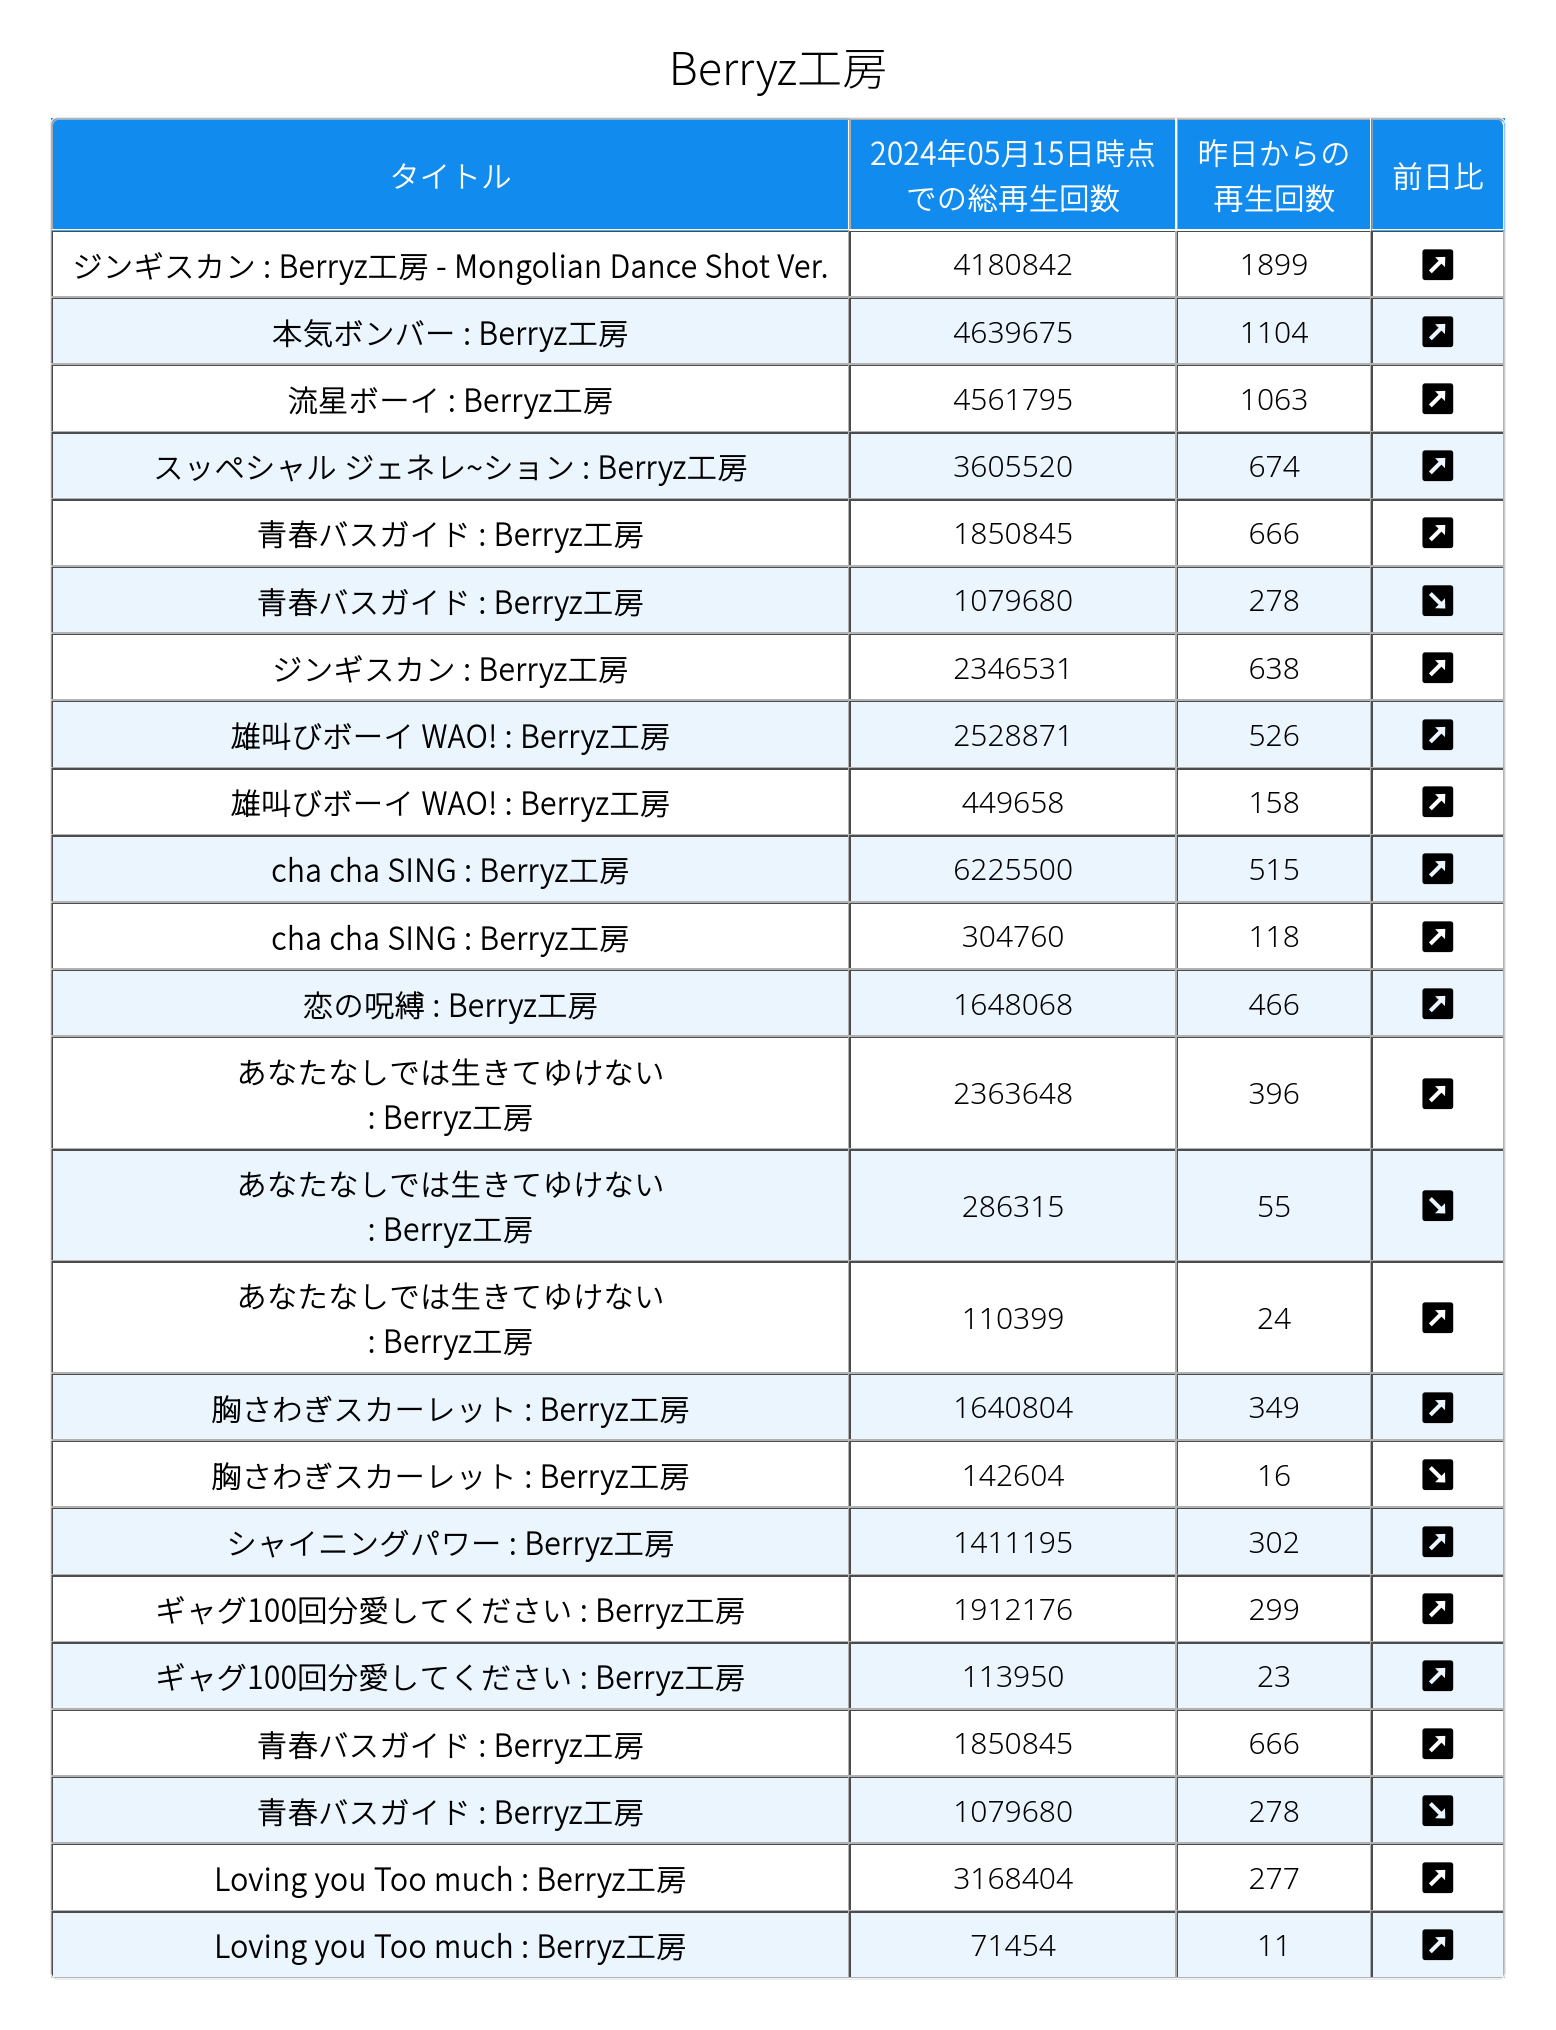 Berryz工房
タイトル 2024年05月15日時点 昨日からの 前日比
での総再生回数 再生回数
ジンギスカン : Berryz工房 - Mongolian Dance Shot Ver. 4180842 1899
本気ボンバー : Berryz工房 4639675 1104
流星ボーイ : Berryz工房 4561795 1063
スッペシャル ジェネレ~ション : Berryz工房 3605520 674
青春バスガイド : Berryz工房 1850845 666
青春バスガイド : Berryz工房 1079680 278
ジンギスカン : Berryz工房 2346531 638
雄叫びボーイ WAO! : Berryz工房 2528871 526
雄叫びボーイ WAO! : Berryz工房 449658 158
cha cha SING : Berryz工房 6225500 515
cha cha SING : Berryz工房 304760 118
恋の呪縛 : Berryz工房 1648068 466
あなたなしでは生きてゆけない
: Berryz工房 2363648 396
あなたなしでは生きてゆけない
: Berryz工房 286315 55
あなたなしでは生きてゆけない
: Berryz工房 110399 24
胸さわぎスカーレット : Berryz工房 1640804 349
胸さわぎスカーレット : Berryz工房 142604 16
シャイニングパワー : Berryz工房 1411195 302
ギャグ100回分愛してください : Berryz工房 1912176 299
ギャグ100回分愛してください : Berryz工房 113950 23
青春バスガイド : Berryz工房 1850845 666
青春バスガイド : Berryz工房 1079680 278
Loving you Too much : Berryz工房 3168404 277
Loving you Too much : Berryz工房 71454 11